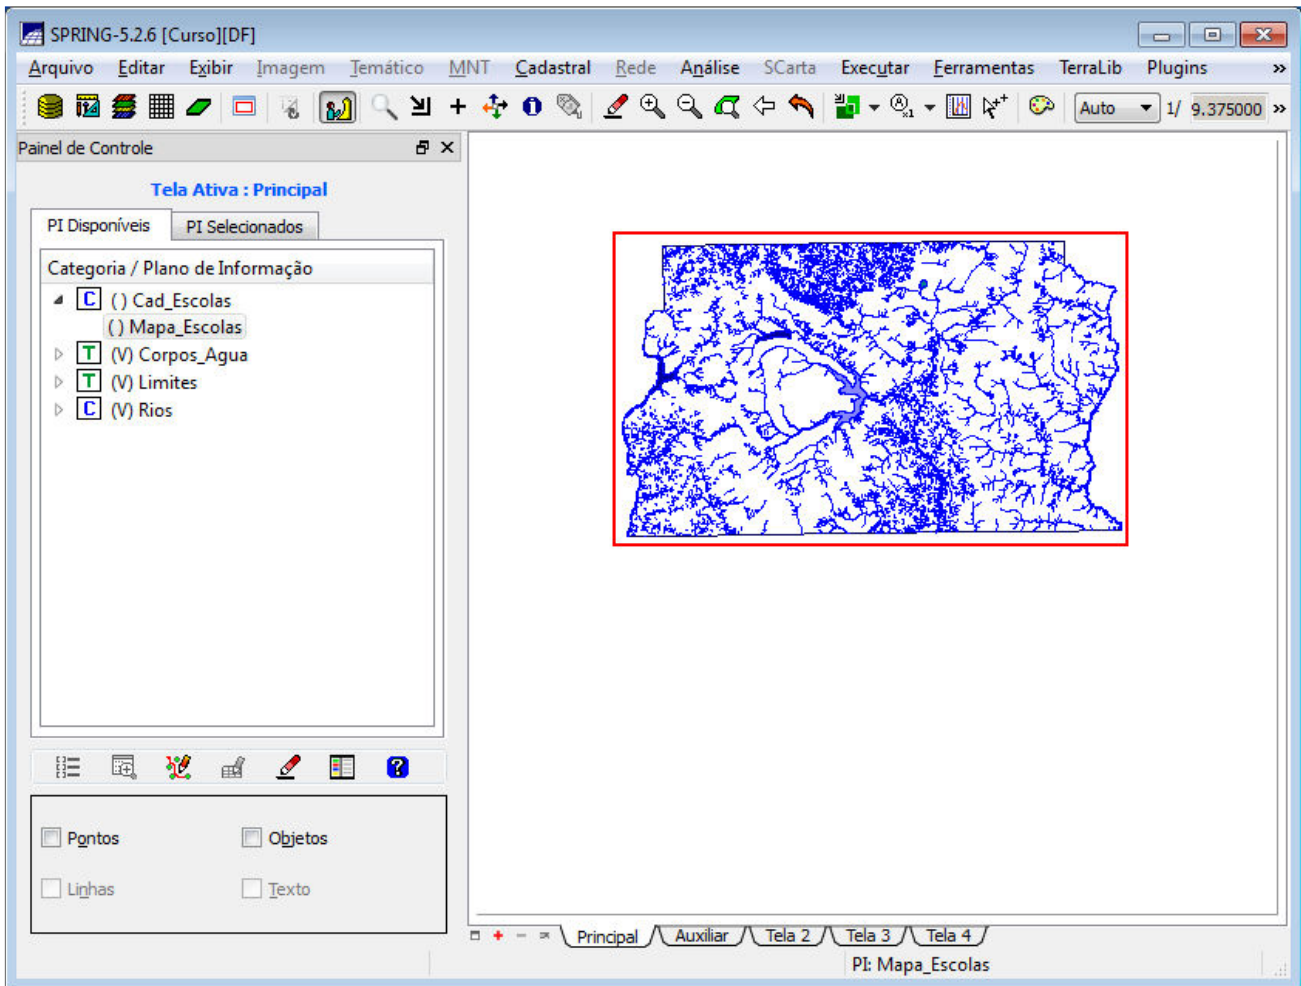 SPRING-5.2.6 [Curso][DF]
Arquivo Editar Exibir Imagem Temático MNT Cadastral Rede Análise SCarta Executar Ferramentas TerraLib Plugins »
Auto 1/ 9.375000 »
Painel de Controle
Tela Ativa : Principal
PI Disponíveis PI Selecionados
Categoria / Plano de Informação
C () Cad_Escolas
() Mapa_Escolas
T (V) Corpos_Agua
T (V) Limites
C (V) Rios
Pontos Objetos
Linhas Texto
Principal Auxiliar Tela 2 Tela 3 Tela 4
PI: Mapa_Escolas